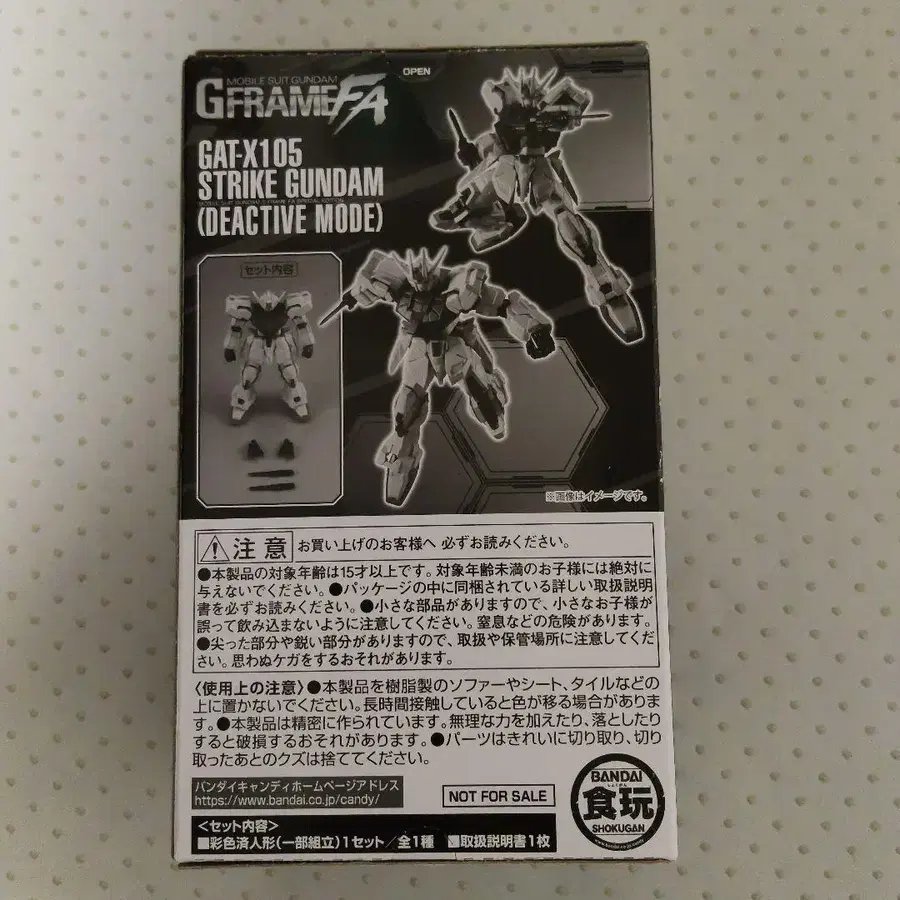 MOBILE SUIT GUNDAM
GFRAMEFA
OPEN
GAT-X105
STRIKE GUNDAM
MOBILE SUIT GUNDAM G FRAME FA SPECIAL EDITION
(DEACTIVE MODE)
セット内容
※画像はイメージです。
注意 お買い上げのお客様へ 必ずお読みください。
●本製品の対象年齢は15才以上です。対象年齢未満のお子様には絶対に
与えないでください。●パッケージの中に同梱されている詳しい取扱説明
書を必ずお読みください。●小さな部品がありますので、小さなお子様が
誤って飲み込まないように注意してください。窒息などの危険があります。
●尖った部分や鋭い部分がありますので、取扱や保管場所に注意してくだ
さい。思わぬケガをするおそれがあります。
〈使用上の注意〉●本製品を樹脂製のソファーやシート、タイルなどの
上に置かないでください。長時間接触していると色が移る場合がありま
す。●本製品は精密に作られています。無理な力を加えたり、落としたり
すると破損するおそれがあります。●パーツはきれいに切り取り、切り
取ったあとのクズは捨ててください。
バンダイキャンディホームページアドレス
https://www.bandai.co.jp/candy/
NOT FOR SALE
BANDAI
しょくがん
食玩
SHOKUGAN
www.bandai.co.jp/candy
<セット内容>
■彩色済人形(一部組立)1セット/全1種 ■取扱説明書1枚